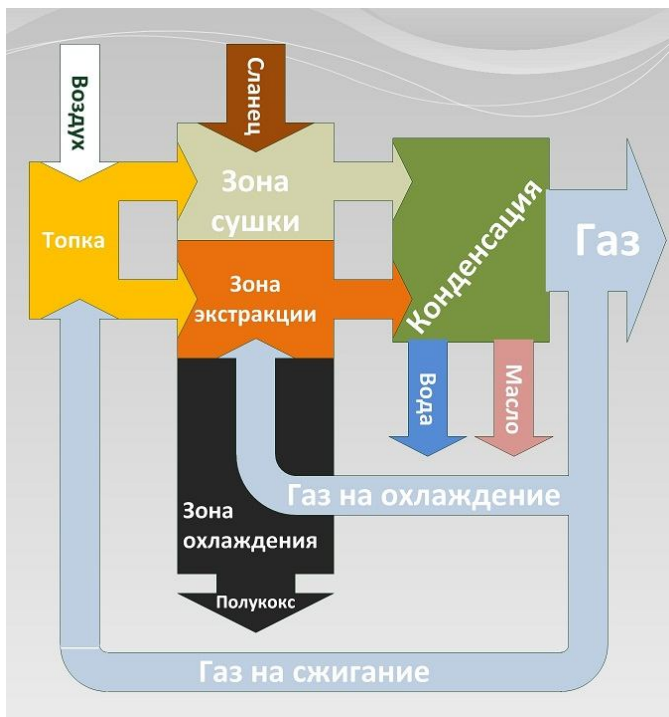 Воздух
Сланец
Зона
сушки
Топка
Зона
экстракции
Конденсация
Газ
Вода
Масло
Газ на охлаждение
Зона
охлаждения
Полукокс
Газ на сжигание